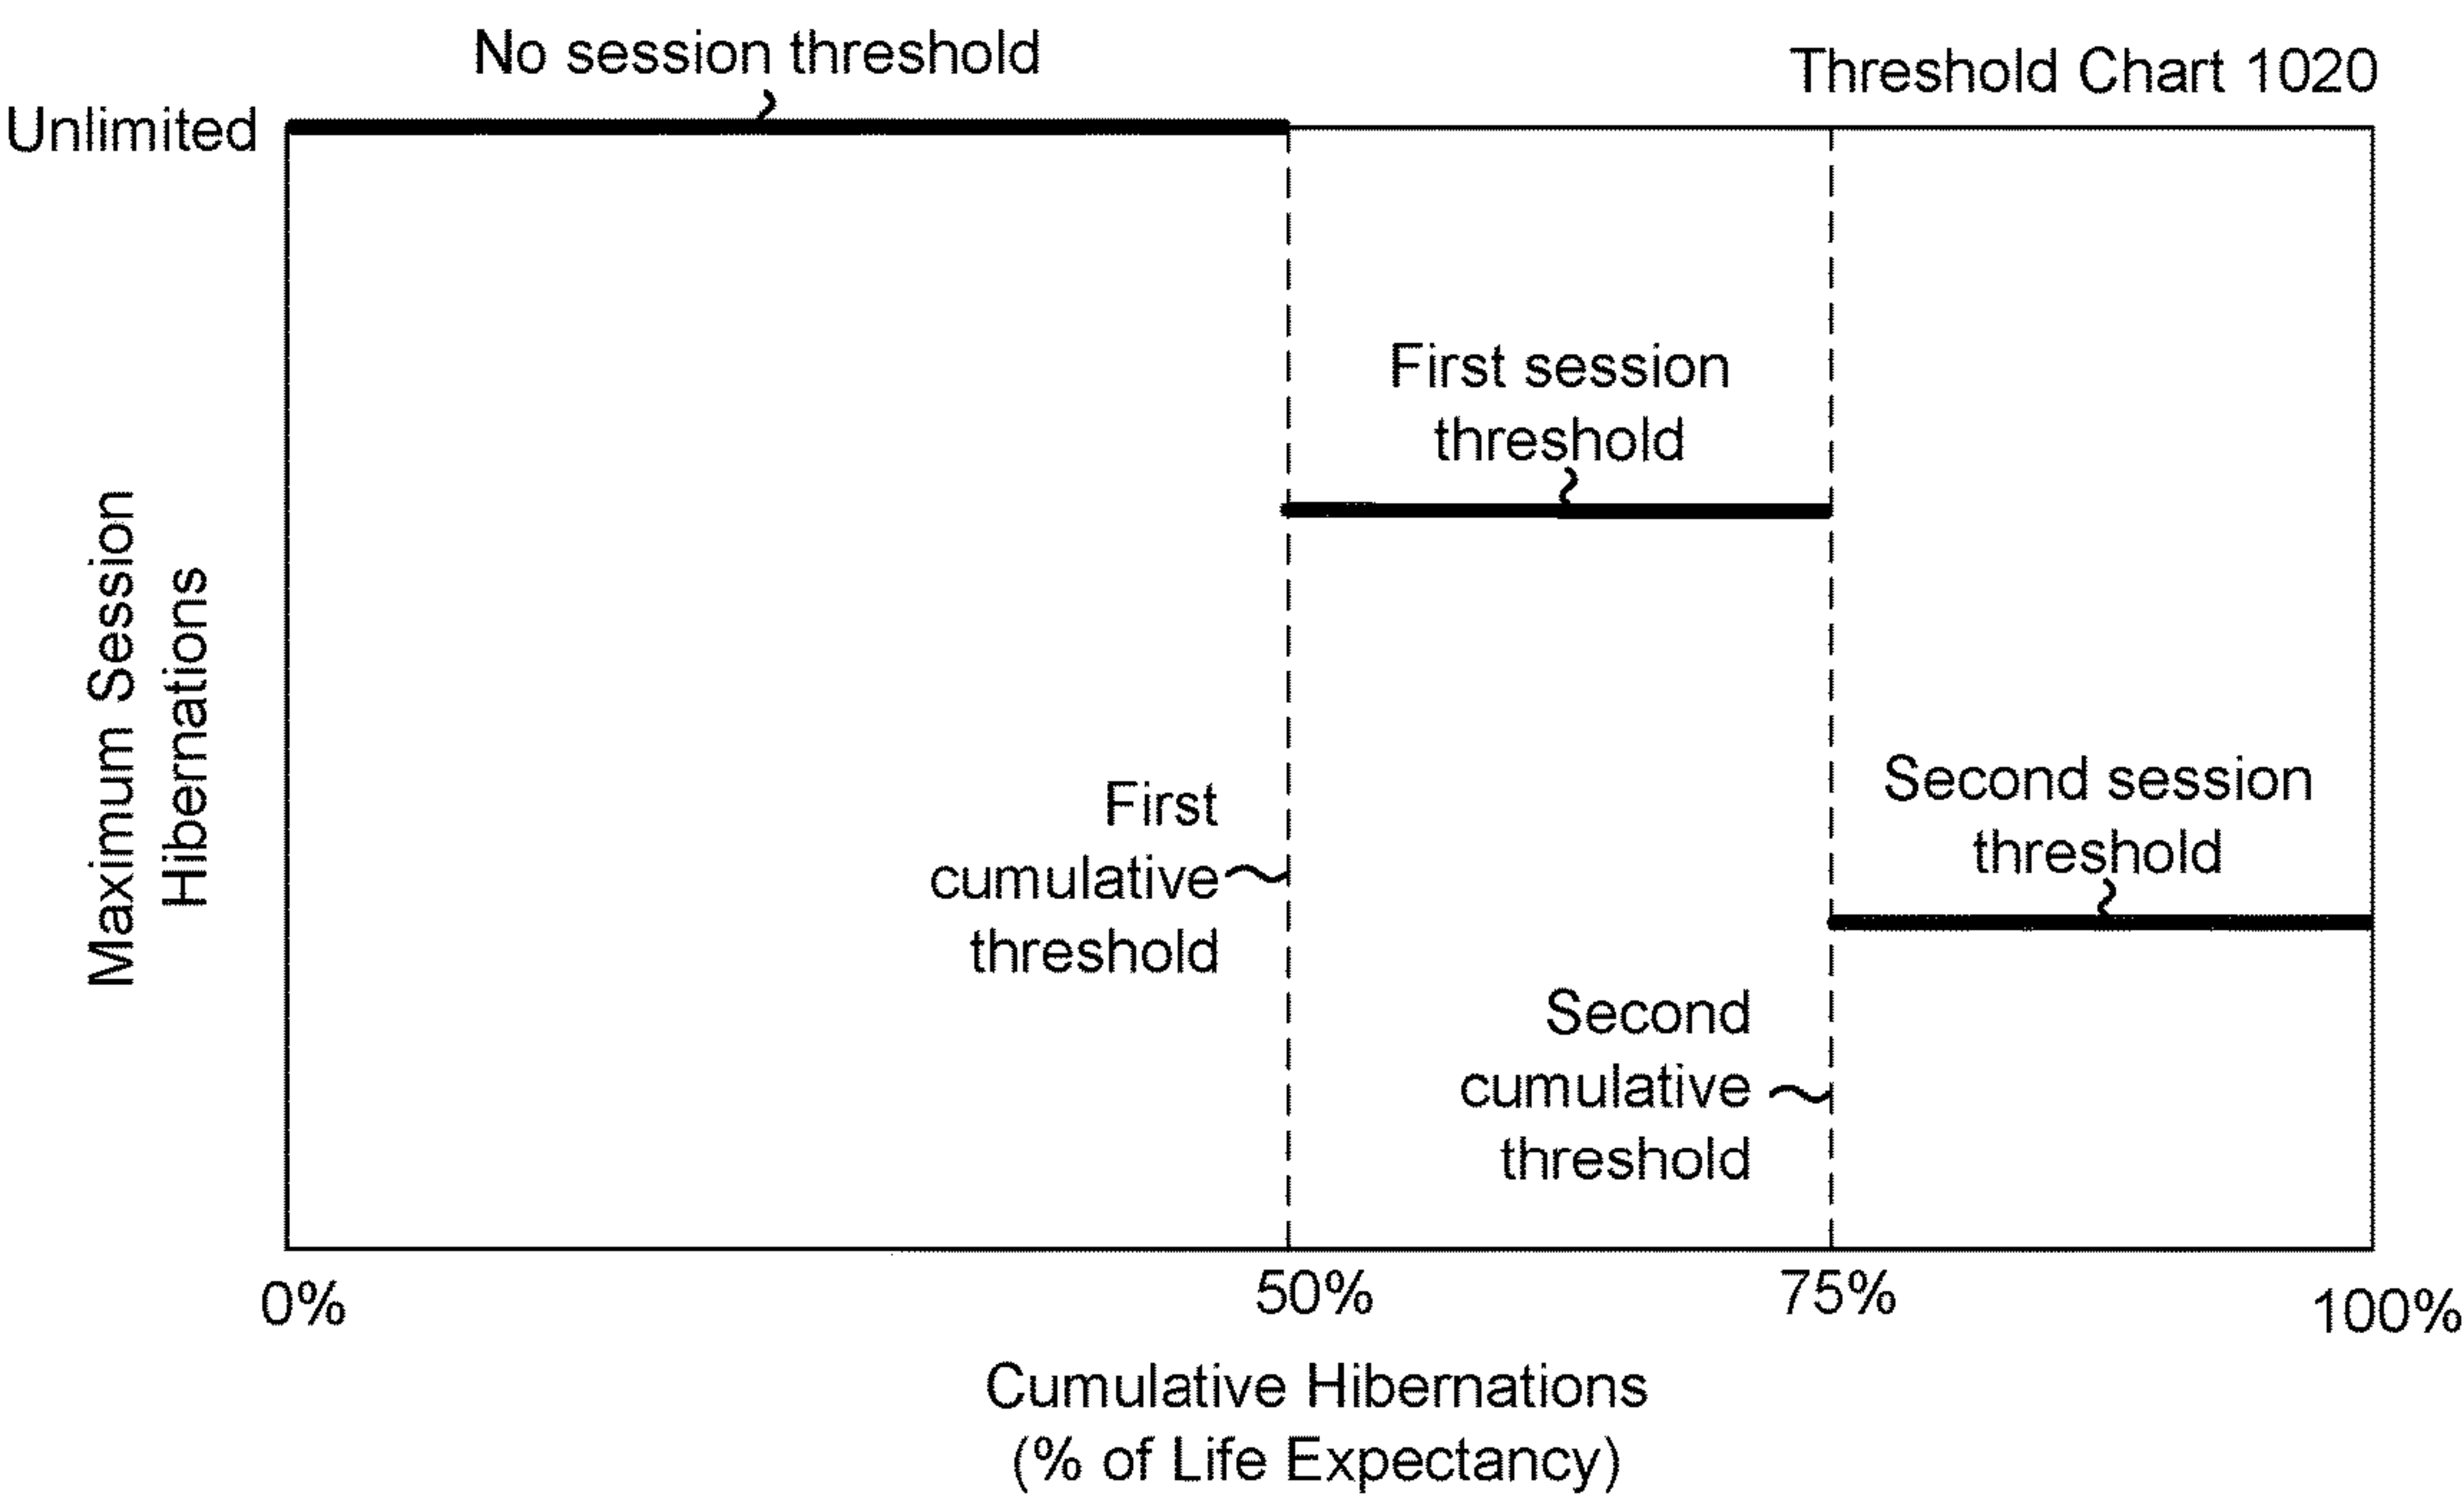 No session threshold
Threshold Chart 1020
Unlimited
First session
threshold
Maximum Session
Hibernations
First
cumulative
threshold
Second session
threshold
Second
cumulative
threshold
0%
50%
75%
100%
Cumulative Hibernations
(% of Life Expectancy)